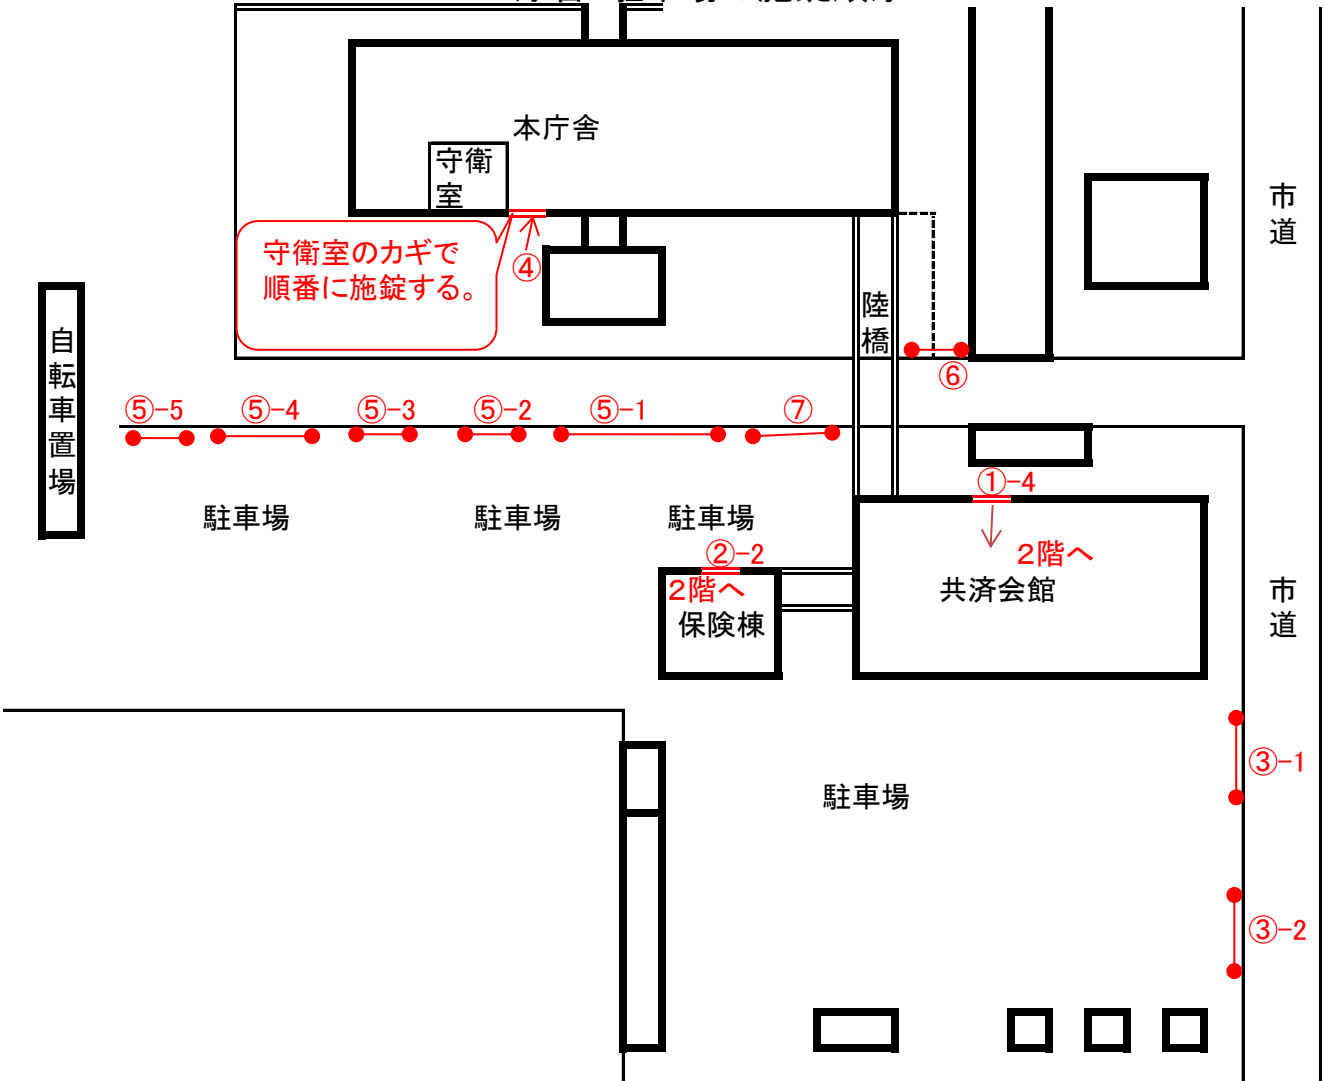 本庁舎
守衛
室
市
道
守衛室のカギで
順番に施錠する。
④
陸
橋
自
転
車
置
場
⑥
⑤-5
⑤-4
⑤-3
⑤-2
⑤-1
⑦
①-4
駐車場
駐車場
駐車場
②-2
2階へ
2階へ
共済会館
保険棟
市
道
③-1
駐車場
③-2